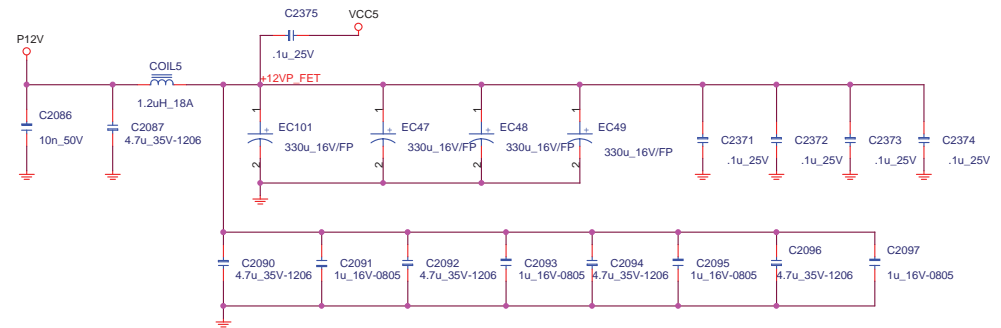 C2375
VCC5
P12V
.1u_25V
COIL5
+12VP_FET
1.2uH_18A
C2086
10n_50V
C2087
4.7u_35V-1206
1
2
EC101
330u_16V/FP
1
2
EC47
330u_16V/FP
1
2
EC48
330u_16V/FP
1
2
EC49
330u_16V/FP
C2371
.1u_25V
C2372
.1u_25V
C2373
.1u_25V
C2374
.1u_25V
C2090
4.7u_35V-1206
C2091
1u_16V-0805
C2092
4.7u_35V-1206
C2093
1u_16V-0805
C2094
4.7u_35V-1206
C2095
1u_16V-0805
C2096
4.7u_35V-1206
C2097
1u_16V-0805